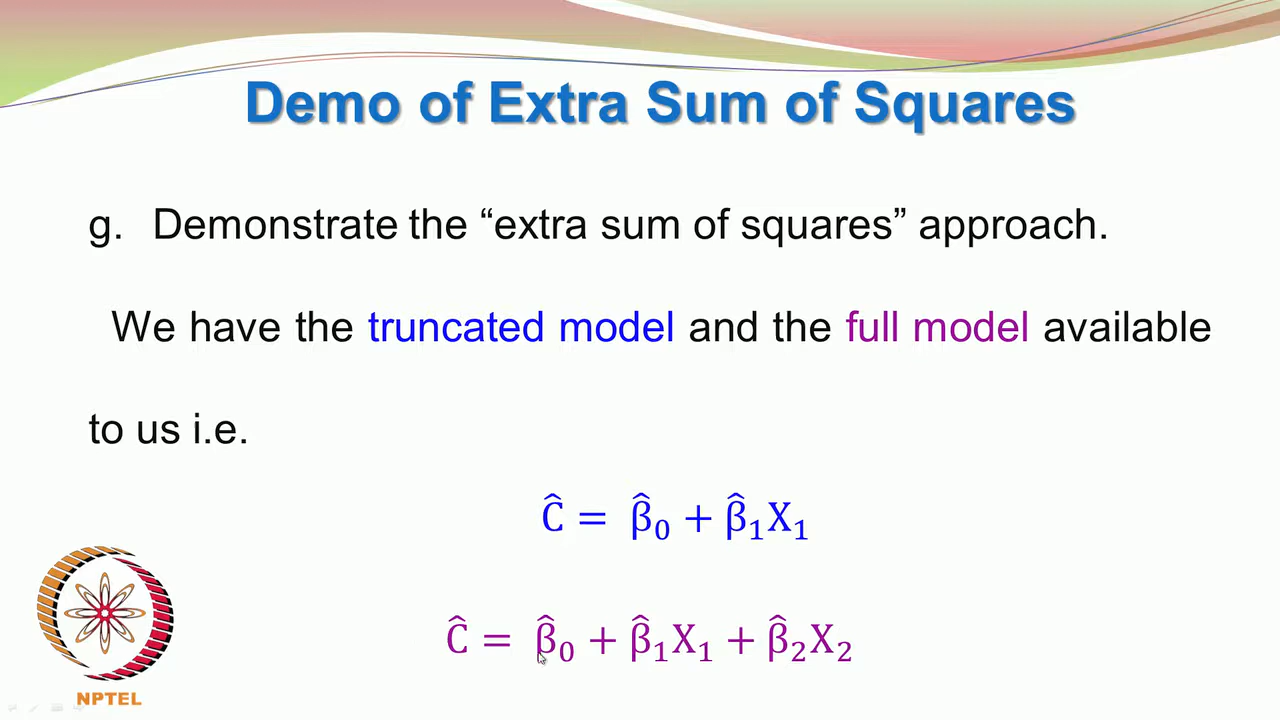 Demo of Extra Sum of Squares
g. Demonstrate the “extra sum of squares” approach.
We have the truncated model and the full model available
to us i.e.
Ĉ = β̂₀ + β̂₁X₁
Ĉ = β̂₀ + β̂₁X₁ + β̂₂X₂
NPTEL